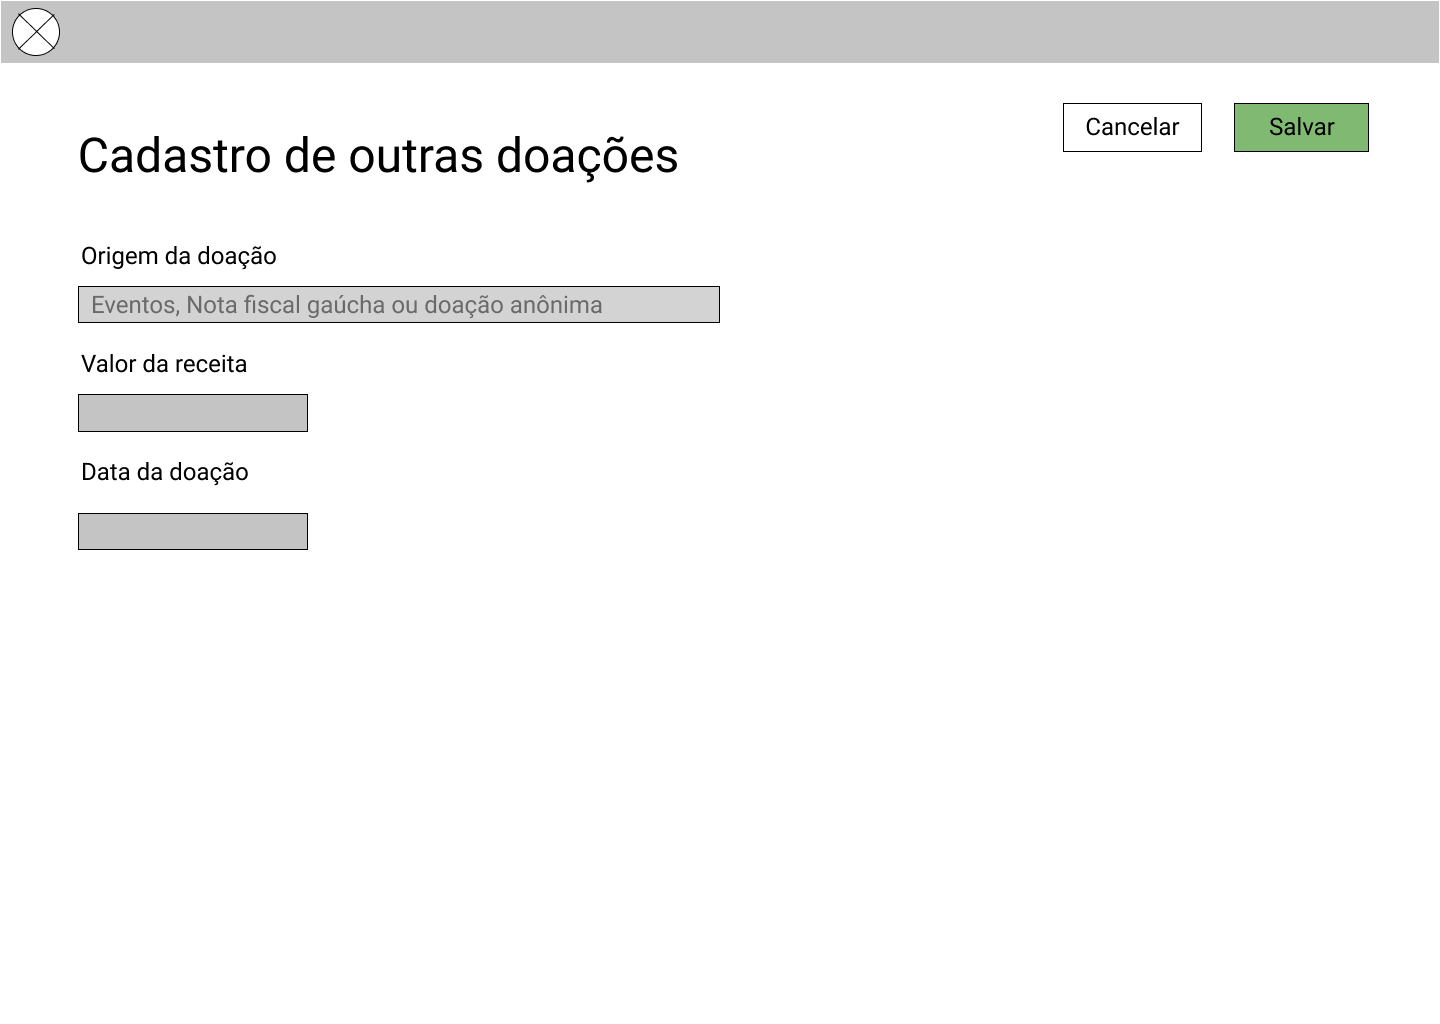 Cancelar
Salvar
Cadastro de outras doações
Origem da doação
Eventos, Nota fiscal gaúcha ou doação anônima
Valor da receita
Data da doação